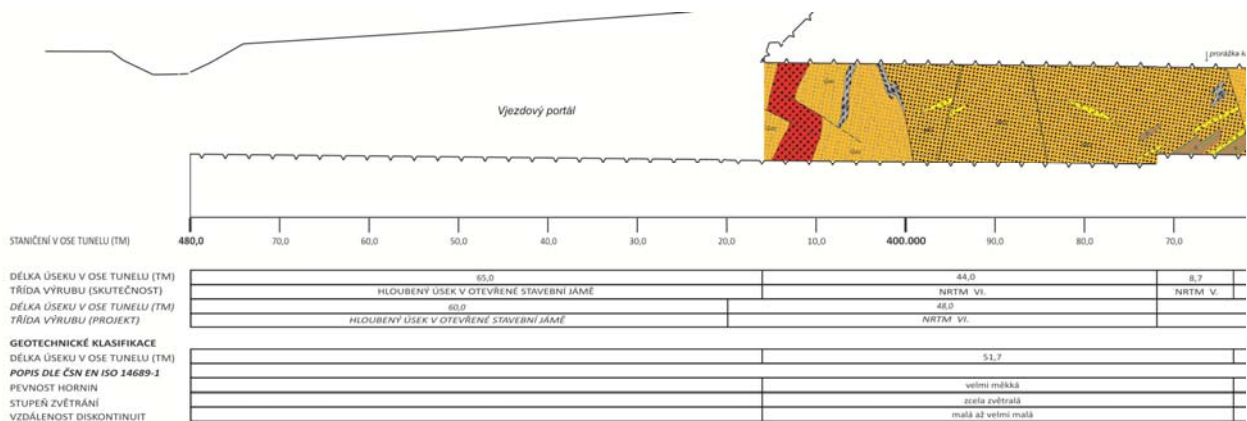 prorážka k
Vjezdový portál
STANIČENÍ V OSE TUNELU (TM) 480,0 70,0 60,0 50,0 40,0 30,0 20,0 10,0 400.000 90,0 80,0 70,0
DÉLKA ÚSEKU V OSE TUNELU (TM) 65,0 44,0 8,7
TŘÍDA VÝRUBU (SKUTEČNOST) HLOUBENÝ ÚSEK V OTEVŘENÉ STAVEBNÍ JÁMĚ NRTM VI. NRTM V.
DÉLKA ÚSEKU V OSE TUNELU (TM) 60,0 48,0
TŘÍDA VÝRUBU (PROJEKT) HLOUBENÝ ÚSEK V OTEVŘENÉ STAVEBNÍ JÁMĚ NRTM VI.
GEOTECHNICKÉ KLASIFIKACE
DÉLKA ÚSEKU V OSE TUNELU (TM) 51,7
POPIS DLE ČSN EN ISO 14689-1
PEVNOST HORNIN velmi měkká
STUPEŇ ZVĚTRÁNÍ zcela zvětralá
VZDÁLENOST DISKONTINUIT malá až velmi malá